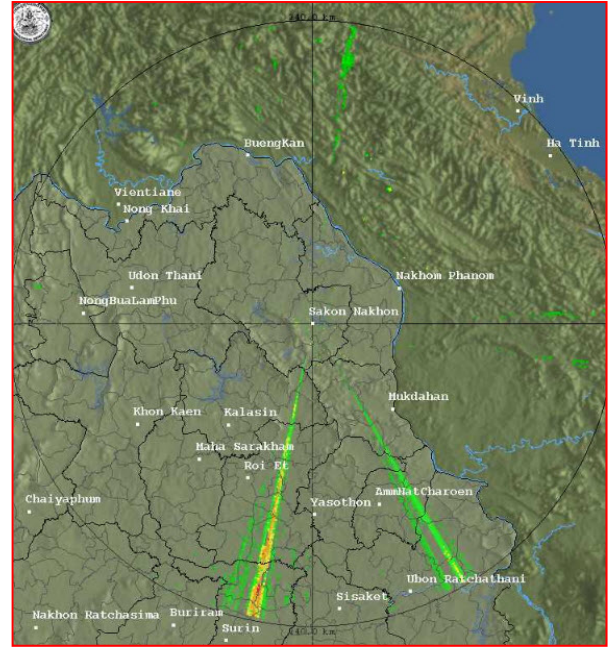 240.0 km
Vinh
Ha Tinh
BuengKan
Vientiane
Nong Khai
Udon Thani
Nakhom Phanom
NongBuaLamPhu
Sakon Nakhon
Mukdahan
Khon Kaen
Kalasin
Maha Sarakham
Roi Et
Chaiyaphum
Yasothon
AmnNatCharoen
Ubon Ratchathani
Sisaket
Nakhon Ratchasima
Buriram
Surin
240.0 km